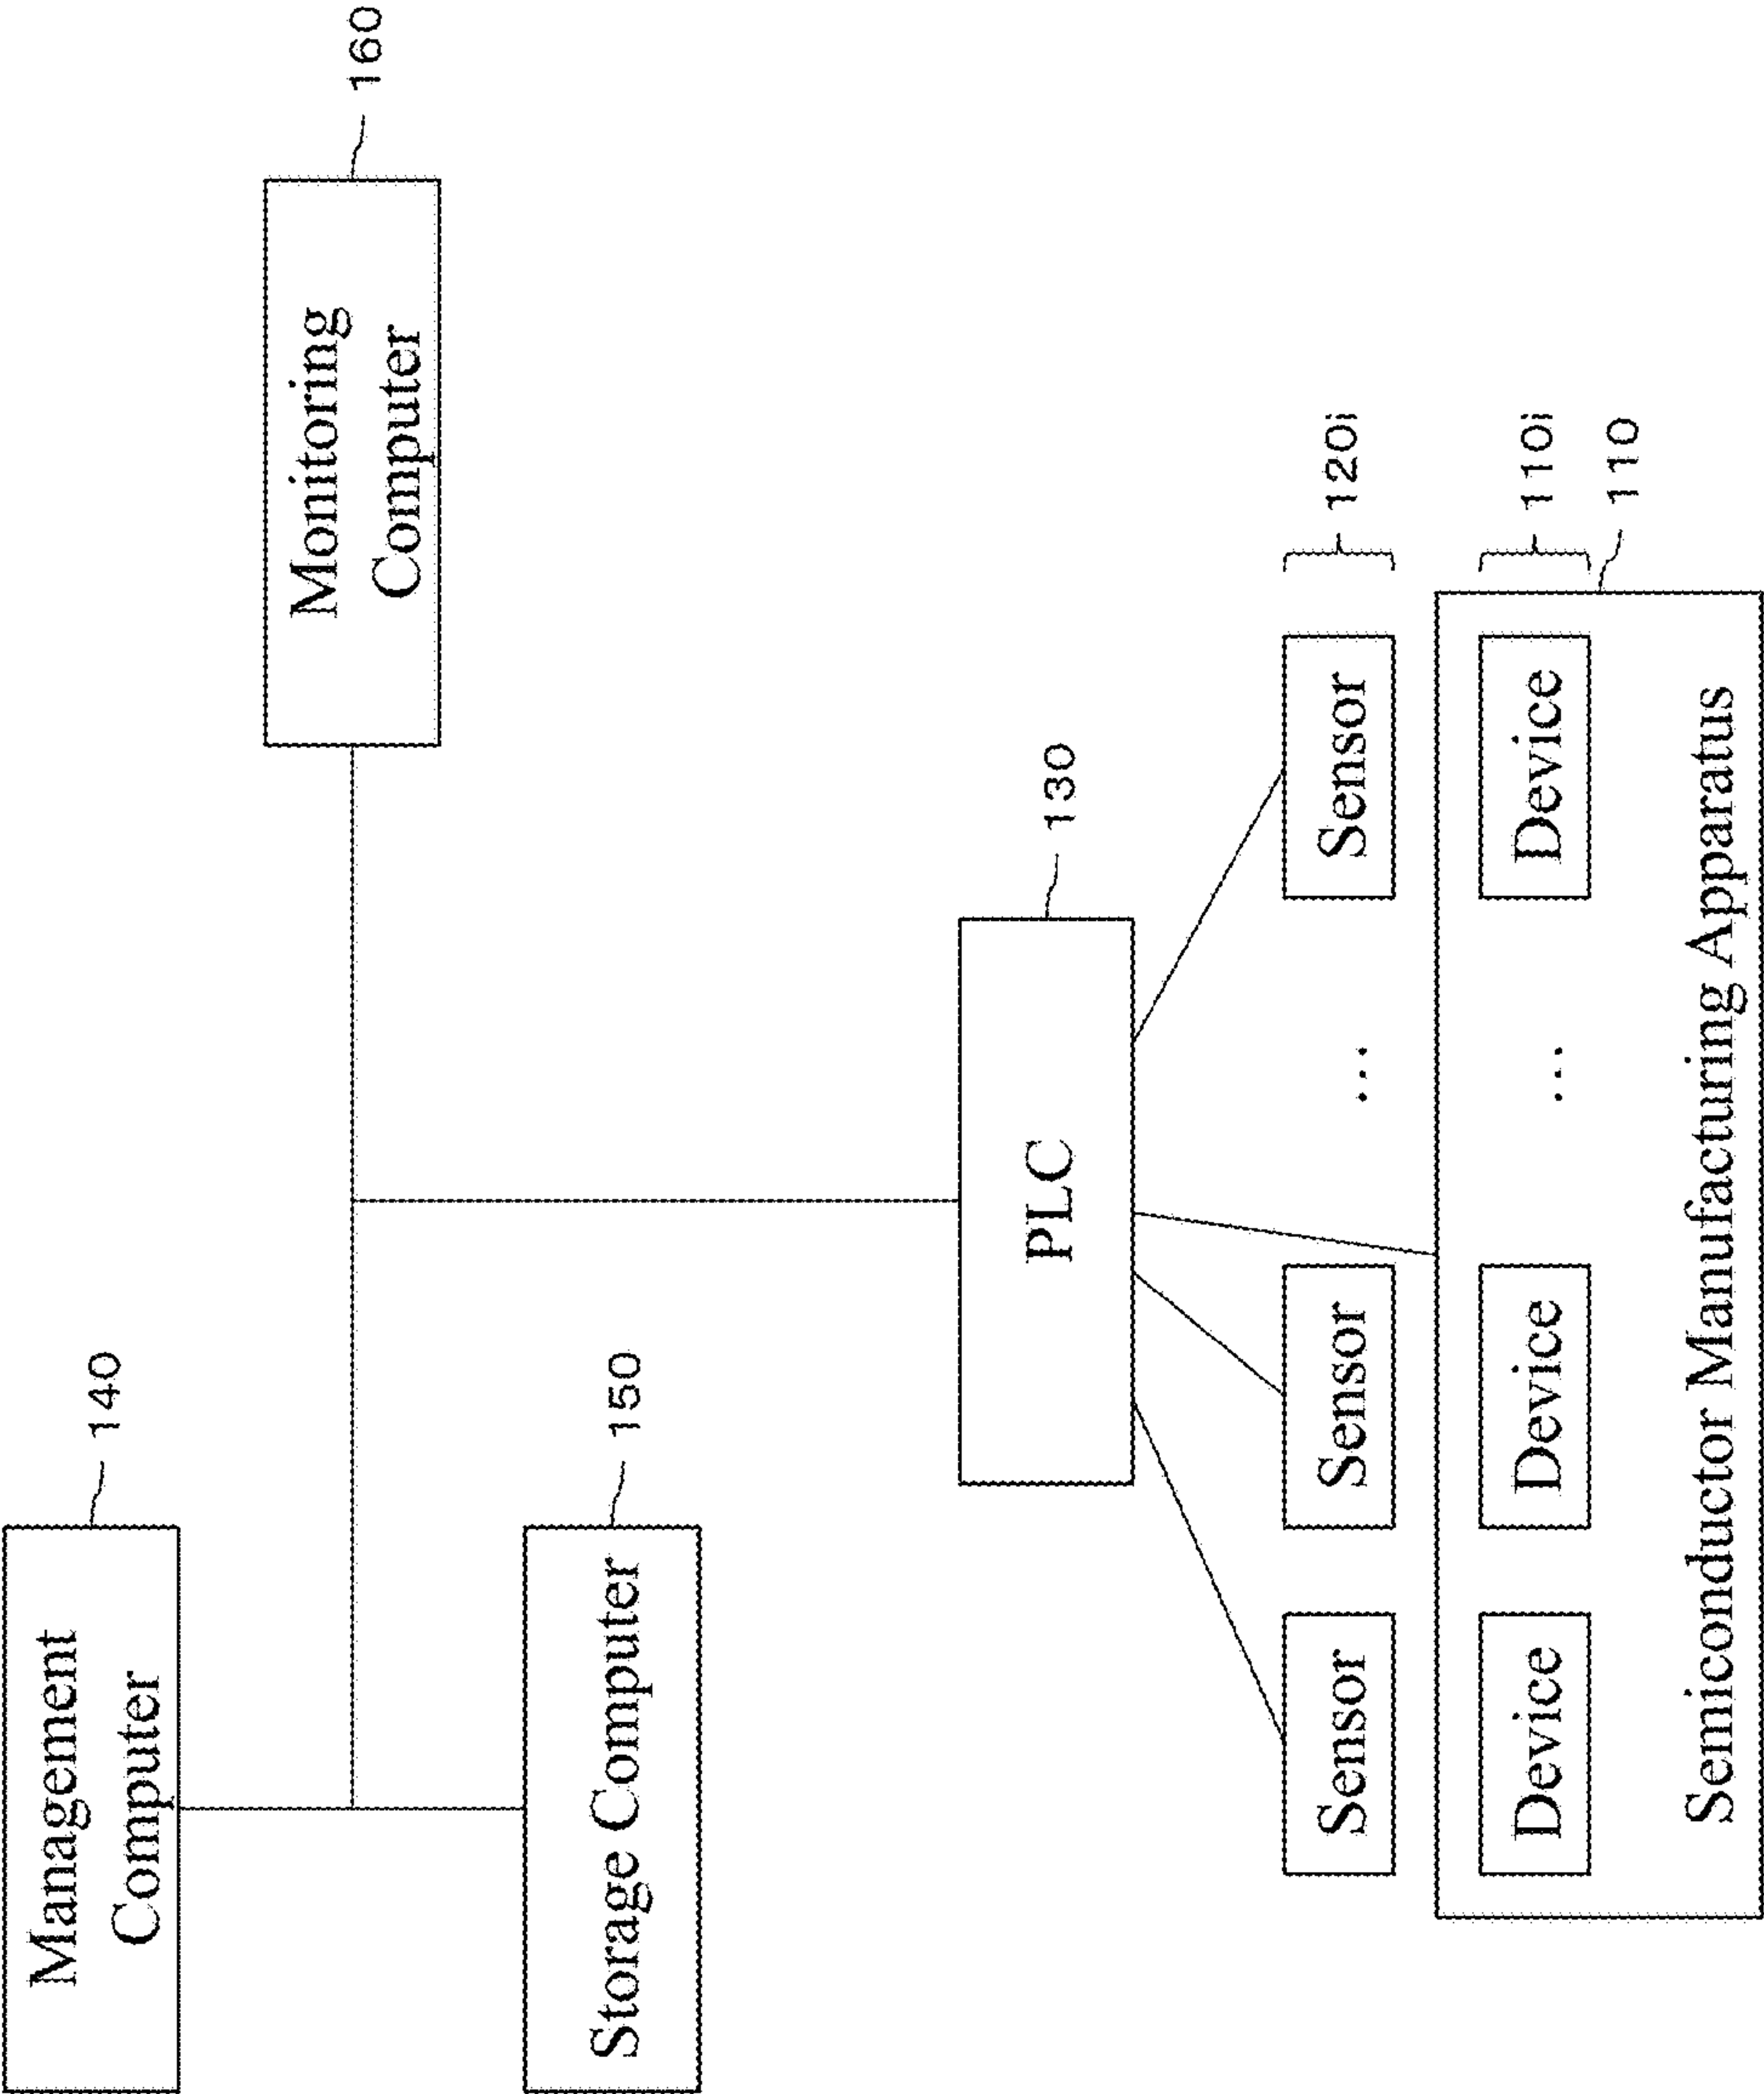 Management
Computer
140
Storage Computer
150
Monitoring
Computer
160
PLC
130
Sensor
Sensor
...
Sensor
120i
Device
Device
...
Device
110i
Semiconductor Manufacturing Apparatus
110